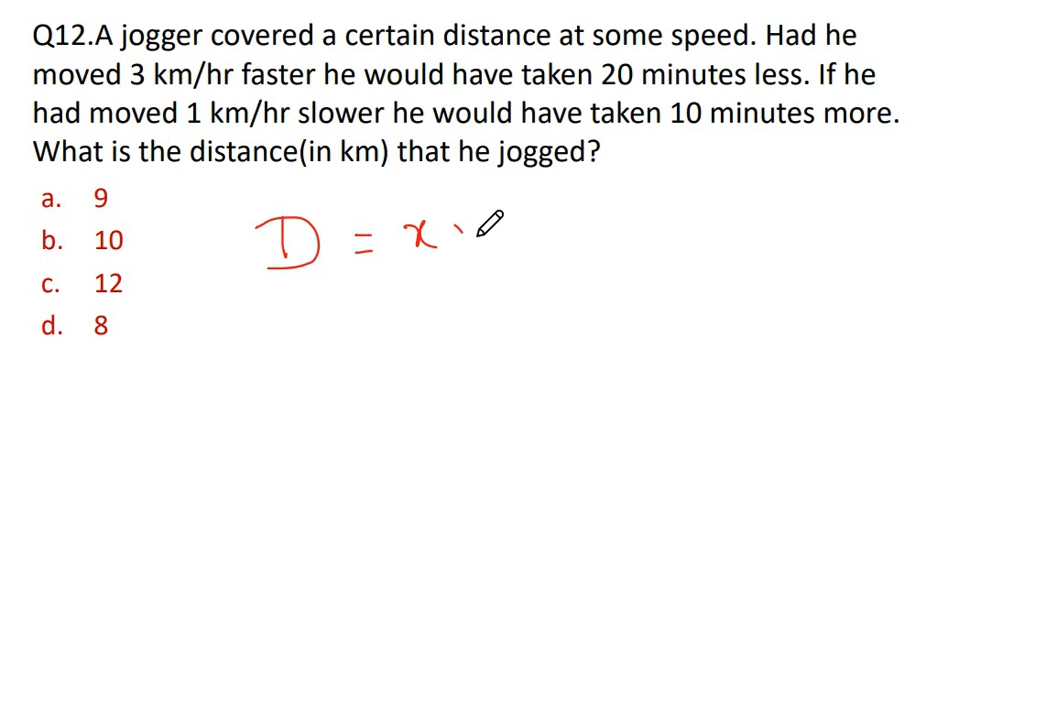 Q12.A jogger covered a certain distance at some speed. Had he
moved 3 km/hr faster he would have taken 20 minutes less. If he
had moved 1 km/hr slower he would have taken 10 minutes more.
What is the distance(in km) that he jogged?
a. 9
b. 10
c. 12
d. 8
D = x